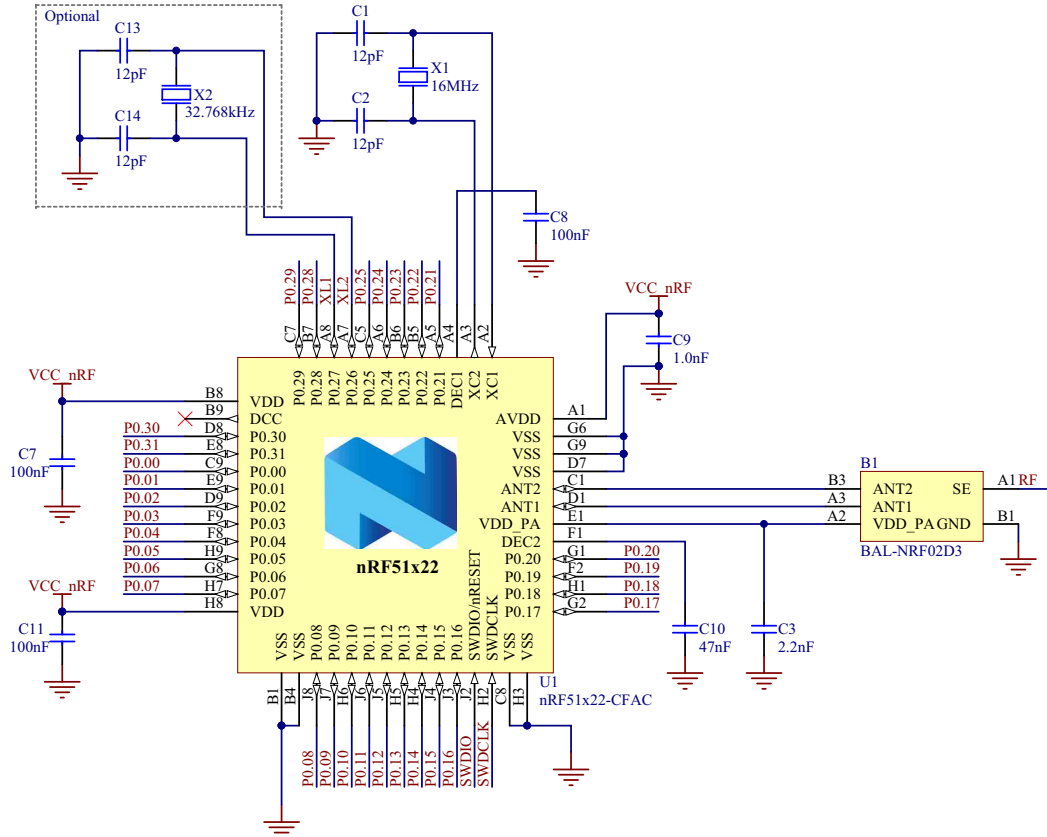 Optional
C13
12pF
X2
32.768kHz
C14
12pF
C1
12pF
X1
16MHz
C2
12pF
C8
100nF
P0.29
P0.28
XL1
XL2
P0.25
P0.24
P0.23
P0.22
P0.21
C7
B7
A8
A7
C5
A6
B6
B5
A5
A4
A3
A2
P0.29
P0.28
P0.27
P0.26
P0.25
P0.24
P0.23
P0.22
P0.21
DEC1
XC2
XC1
VCC_nRF
C9
1.0nF
VCC_nRF
C7
100nF
B8 VDD
B9 DCC
P0.30 D8 P0.30
P0.31 E8 P0.31
P0.00 C9 P0.00
P0.01 E9 P0.01
P0.02 D9 P0.02
P0.03 F9 P0.03
P0.04 F8 P0.04
P0.05 H9 P0.05
P0.06 G8 P0.06
P0.07 H7 P0.07
H8 VDD
VCC_nRF
C11
100nF
nRF51x22
AVDD A1
VSS G6
VSS G9
VSS D7
ANT2 C1
ANT1 D1
VDD_PA E1
DEC2 F1
P0.20 G1 P0.20
P0.19 F2 P0.19
P0.18 H1 P0.18
P0.17 G2 P0.17
B1
B3 ANT2 SE A1 RF
A3 ANT1
A2 VDD_PA GND B1
BAL-NRF02D3
C10
47nF
C3
2.2nF
VSS
VSS
P0.08
P0.09
P0.10
P0.11
P0.12
P0.13
P0.14
P0.15
P0.16
SWDIO/nRESET
SWDCLK
VSS
VSS
B1
B4
J8
J7
H6
J6
J5
H5
H4
J4
J3
J2
H2
C8
H3
U1
nRF51x22-CFAC
P0.08
P0.09
P0.10
P0.11
P0.12
P0.13
P0.14
P0.15
P0.16
SWDIO
SWDCLK